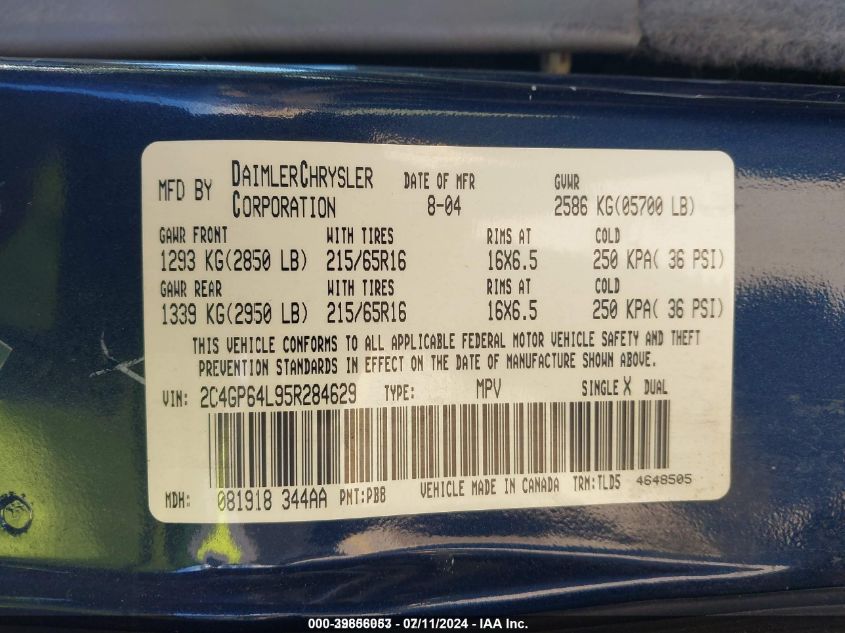 MFD BY DAIMLERCHRYSLER CORPORATION DATE OF MFR 8-04 GVWR 2586 KG(05700 LB)
GAWR FRONT WITH TIRES RIMS AT COLD
1293 KG(2850 LB) 215/65R16 16X6.5 250 KPA( 36 PSI)
GAWR REAR WITH TIRES RIMS AT COLD
1339 KG(2950 LB) 215/65R16 16X6.5 250 KPA( 36 PSI)
THIS VEHICLE CONFORMS TO ALL APPLICABLE FEDERAL MOTOR VEHICLE SAFETY AND THEFT
PREVENTION STANDARDS IN EFFECT ON THE DATE OF MANUFACTURE SHOWN ABOVE.
VIN: 2C4GP64L95R284629 TYPE: MPV SINGLE X DUAL
MDH: 081918 344AA PNT:PB8 VEHICLE MADE IN CANADA TRM:TLD5 4648505
000-39856053 - 07/11/2024 - IAA Inc.